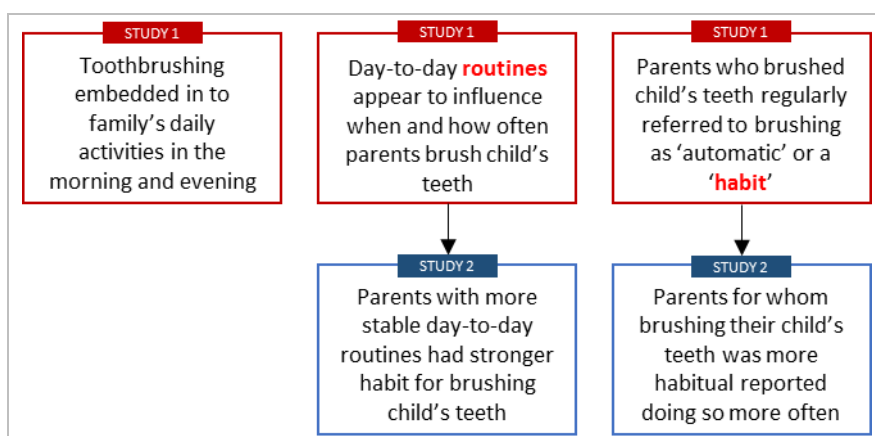 STUDY 1
Toothbrushing
embedded in to
family's daily
activities in the
morning and evening
STUDY 1
Day-to-day routines
appear to influence
when and how often
parents brush child's
teeth
STUDY 1
Parents who brushed
child's teeth regularly
referred to brushing
as 'automatic' or a
'habit'
STUDY 2
Parents with more
stable day-to-day
routines had stronger
habit for brushing
child's teeth
STUDY 2
Parents for whom
brushing their child's
teeth was more
habitual reported
doing so more often